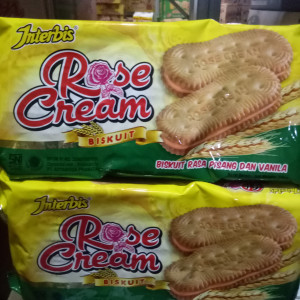 Interbis
Rose
Cream
BISKUIT
BISKUIT RASA PISANG DAN VANILA
Interbis
Rose
Cream
BISKUIT